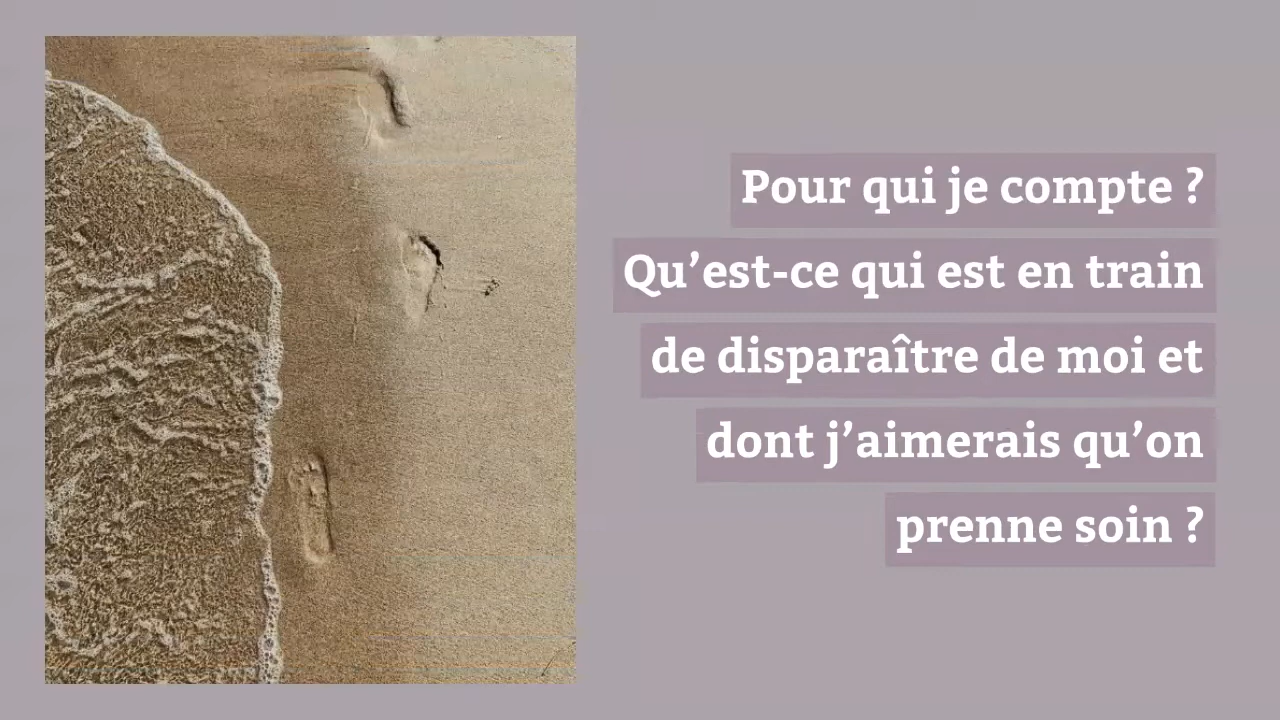 Pour qui je compte ?
Qu’est-ce qui est en train
de disparaître de moi et
dont j’aimerais qu’on
prenne soin ?